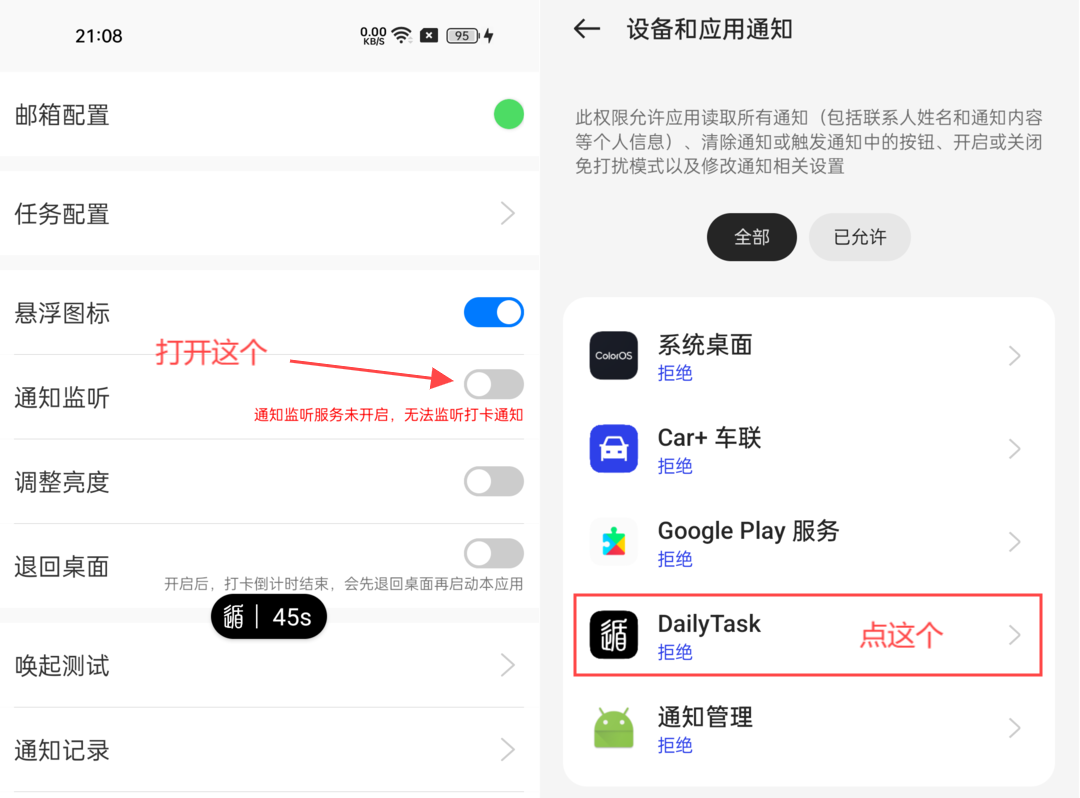 21:08
0.00
KB/S
95
邮箱配置
任务配置
悬浮图标
打开这个
通知监听
通知监听服务未开启，无法监听打卡通知
调整亮度
退回桌面
开启后，打卡倒计时结束，会先退回桌面再启动本应用
遁 | 45s
唤起测试
通知记录
设备和应用通知
此权限允许应用读取所有通知（包括联系人姓名和通知内容
等个人信息）、清除通知或触发通知中的按钮、开启或关闭
免打扰模式以及修改通知相关设置
全部
已允许
ColorOS
系统桌面
拒绝
Car+ 车联
拒绝
Google Play 服务
拒绝
遁
DailyTask
拒绝
点这个
通知管理
拒绝